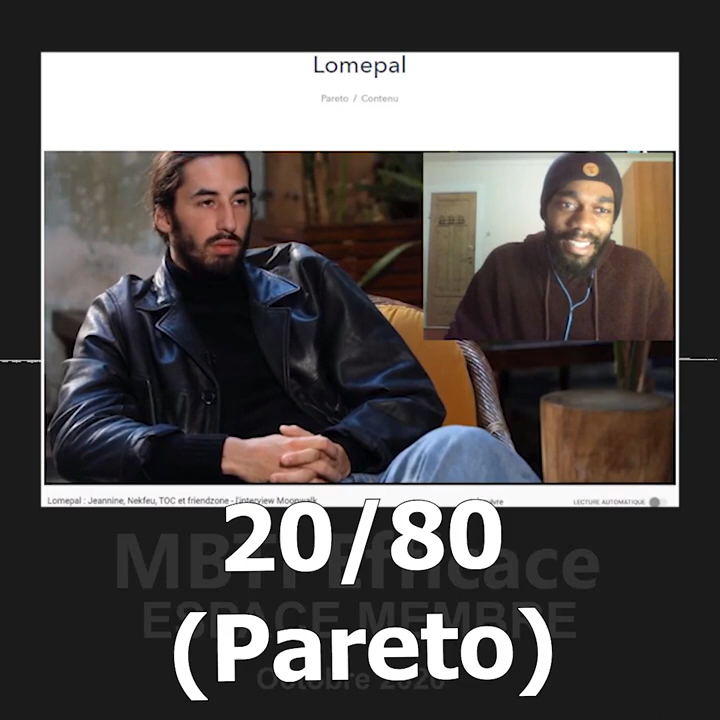 Lomepal
Pareto / Contenu
Lomepal : Jeannine, Nekfeu, TOC et friendzone - l'interview Moonwalk
LECTURE AUTOMATIQUE
20/80
MBTI Efficace
ESPACE MEMBRE
(Pareto)
Octobre 2020